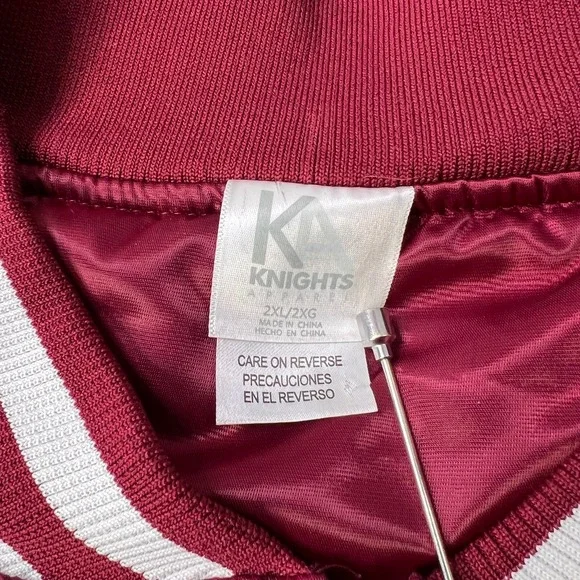 KA
KNIGHTS
APPAREL
2XL/2XG
MADE IN CHINA
HECHO EN CHINA
CARE ON REVERSE
PRECAUCIONES
EN EL REVERSO